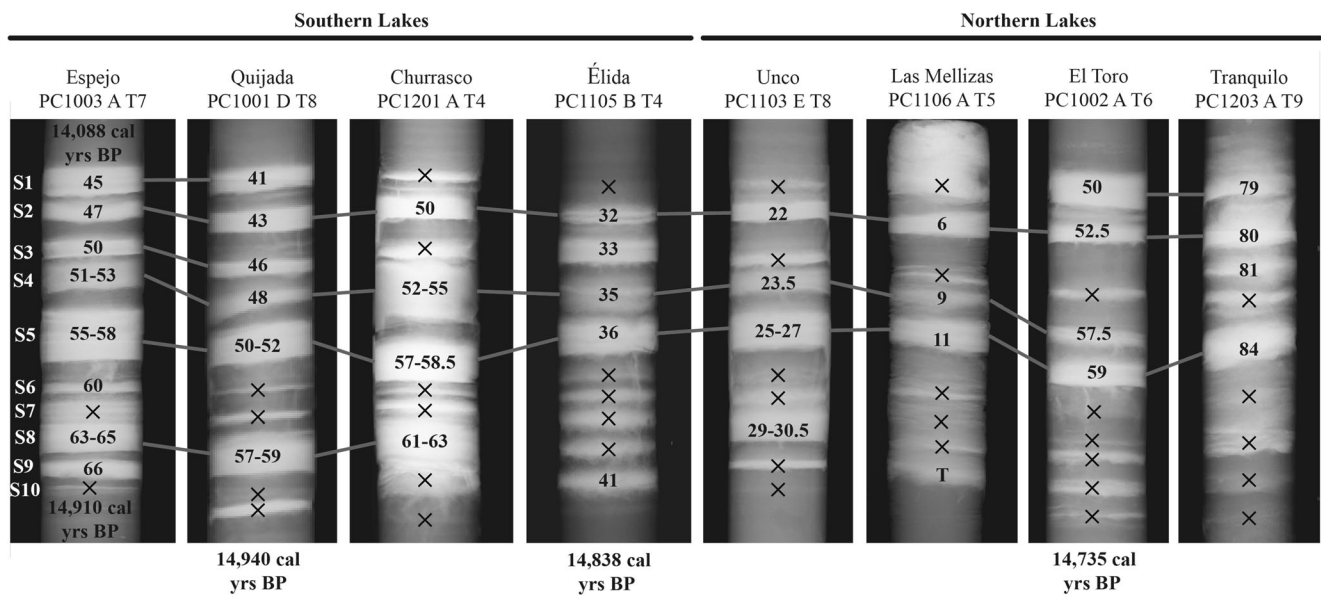 Southern Lakes
Northern Lakes
Espejo
PC1003 A T7
Quijada
PC1001 D T8
Churrasco
PC1201 A T4
Élida
PC1105 B T4
Unco
PC1103 E T8
Las Mellizas
PC1106 A T5
El Toro
PC1002 A T6
Tranquilo
PC1203 A T9
S1
S2
S3
S4
S5
S6
S7
S8
S9
S10
14,088 cal
yrs BP
45
47
50
51-53
55-58
60
×
63-65
66
×
14,910 cal
yrs BP
41
43
46
48
50-52
×
×
57-59
×
×
14,940 cal
yrs BP
×
50
×
52-55
57-58.5
×
×
61-63
×
×
×
32
33
35
36
×
×
×
×
41
14,838 cal
yrs BP
×
22
×
23.5
25-27
×
×
29-30.5
×
×
×
6
×
9
11
×
×
×
T
50
52.5
×
57.5
59
×
×
×
×
×
14,735 cal
yrs BP
79
80
81
×
84
×
×
×
×